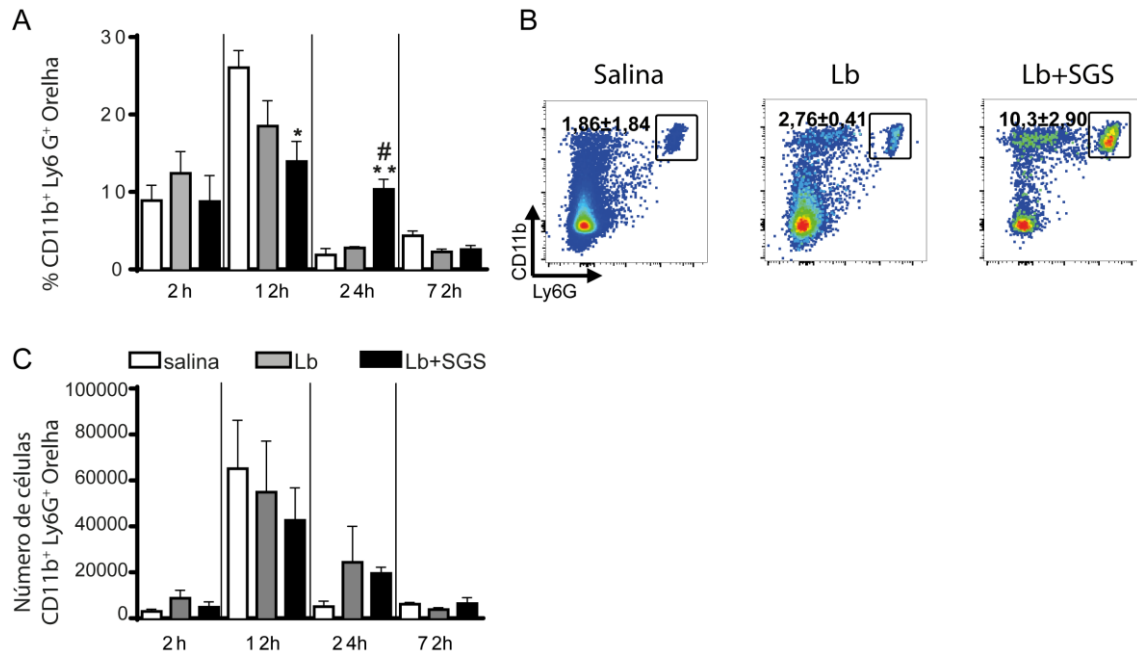 A
% CD11b⁺ Ly6 G⁺ Orelha
30
20
10
0
2h
12h
24h
72h
*
#
**
B
Salina
Lb
Lb+SGS
1,86±1,84
2,76±0,41
10,3±2,90
CD11b
Ly6G
C
salina
Lb
Lb+SGS
Número de células
CD11b⁺ Ly6G⁺ Orelha
100000
80000
60000
40000
20000
0
2h
12h
24h
72h